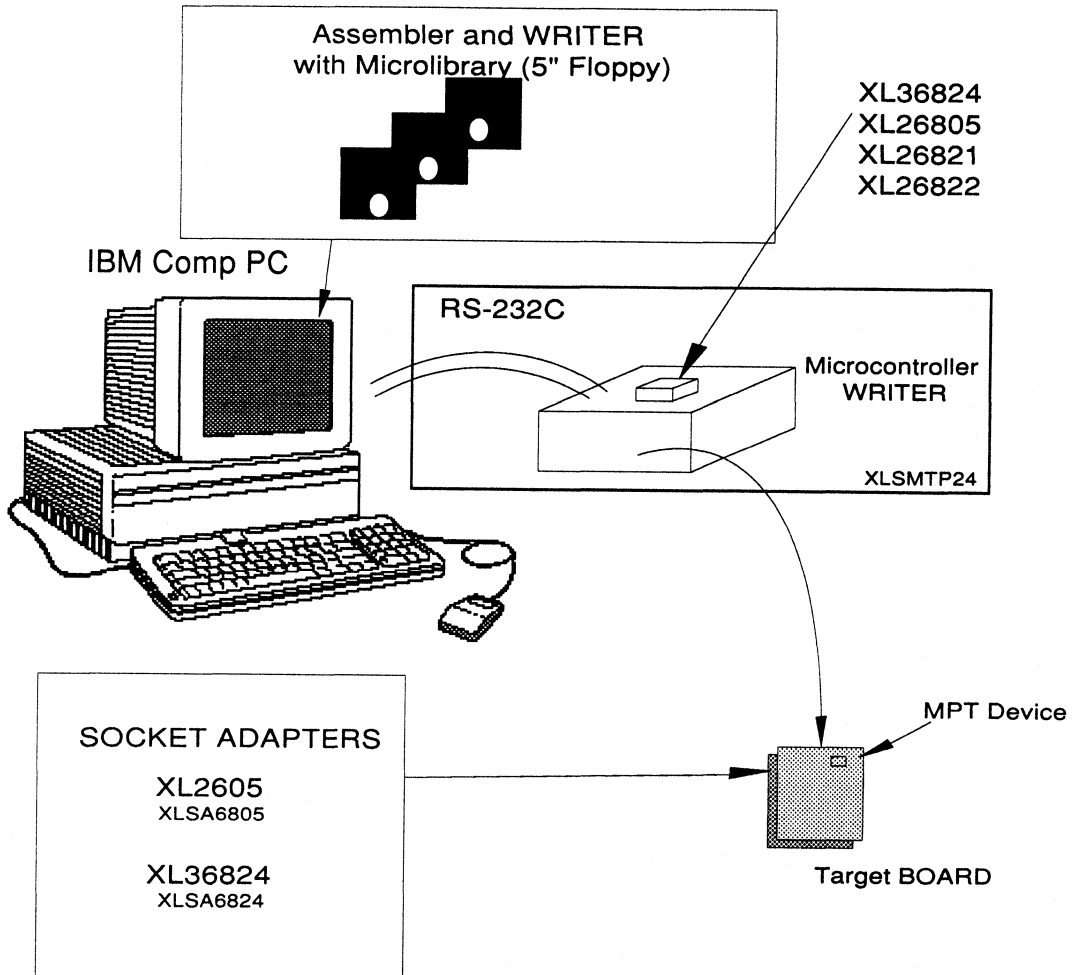 Assembler and WRITER
with Microlibrary (5" Floppy)
XL36824
XL26805
XL26821
XL26822
IBM Comp PC
RS-232C
Microcontroller
WRITER
XLSMTP24
SOCKET ADAPTERS
XL2605
XLSA6805
XL36824
XLSA6824
MPT Device
Target BOARD